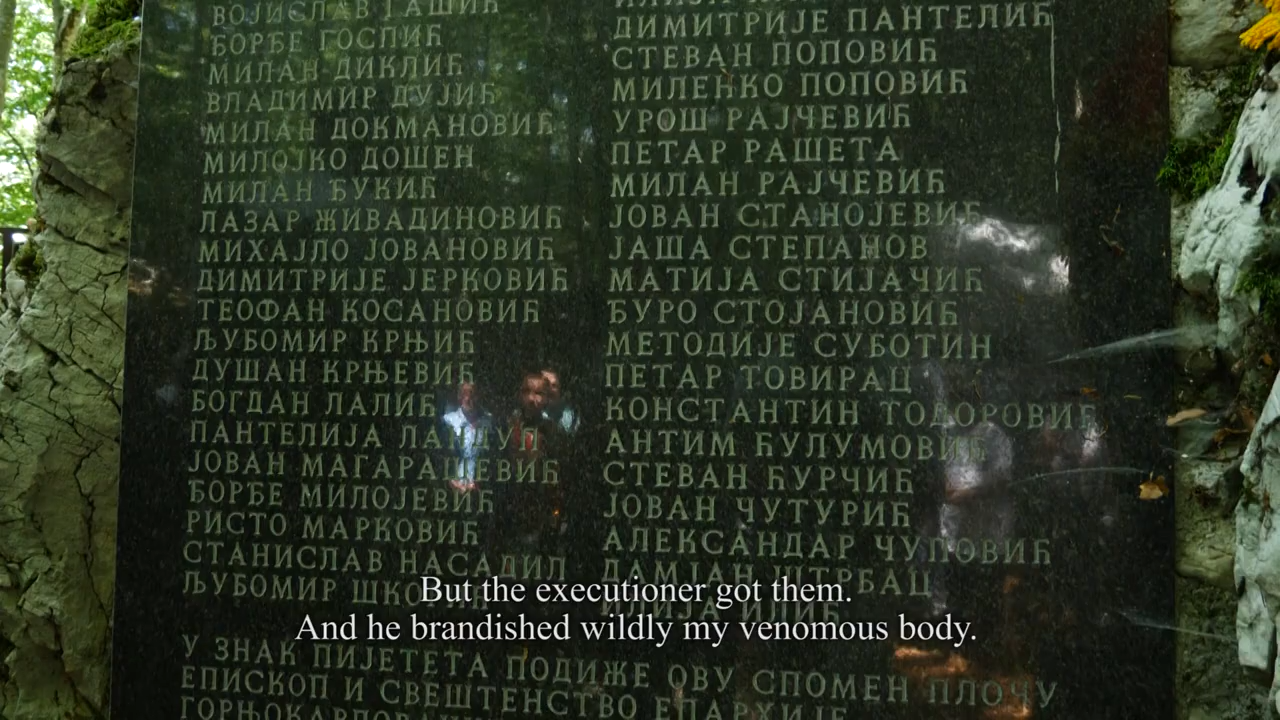 ВОЈИСЛАВ ГАШИЋ
ЂОРЂЕ ГОСПИЋ
МИЛАН ДИКЛИЋ
ВЛАДИМИР ДУЈИЋ
МИЛАН ДОКМАНОВИЋ
МИЛОЈКО ДОШЕН
МИЛАН ЂУКИЋ
ЛАЗАР ЖИВАДИНОВИЋ
МИХАЈЛО ЈОВАНОВИЋ
ДИМИТРИЈЕ ЈЕРКОВИЋ
ТЕОФАН КОСАНОВИЋ
ЉУБОМИР КРЊИЋ
ДУШАН КРЊЕВИЋ
БОГДАН ЛАЛИЋ
ПАНТЕЛИЈА ЛАНДУП
ЈОВАН МАГАРАШЕВИЋ
ЂОРЂЕ МИЛОЈЕВИЋ
РИСТО МАРКОВИЋ
СТАНИСЛАВ НАСАДИЛ
ЉУБОМИР
ДИМИТРИЈЕ ПАНТЕЛИЋ
СТЕВАН ПОПОВИЋ
МИЛЕНКО ПОПОВИЋ
УРОШ РАЈЧЕВИЋ
ПЕТАР РАШЕТА
МИЛАН РАЈЧЕВИЋ
ЈОВАН СТАНОЈЕВИЋ
ЈАША СТЕПАНОВ
МАТИЈА СТИЈАЧИЋ
ЂУРО СТОЈАНОВИЋ
МЕТОДИЈЕ СУБОТИН
ПЕТАР ТОВИРАЦ
КОНСТАНТИН ТОДОРОВИЋ
АНТИМ ЋУЛУМОВИЋ
СТЕВАН ЋУРЧИЋ
ЈОВАН ЧУТУРИЋ
АЛЕКСАНДАР ЧУПОВИЋ
ДАМЈАН ШТРБАЦ
ИЛИЈА ИЛИЋ
У ЗНАК ПИЈЕТЕТА ПОДИЖЕ ОВУ СПОМЕН ПЛОЧУ
ЕПИСКОП И СВЕШТЕНСТВО ЕПАРХИЈЕ
But the executioner got them.
And he brandished wildly my venomous body.